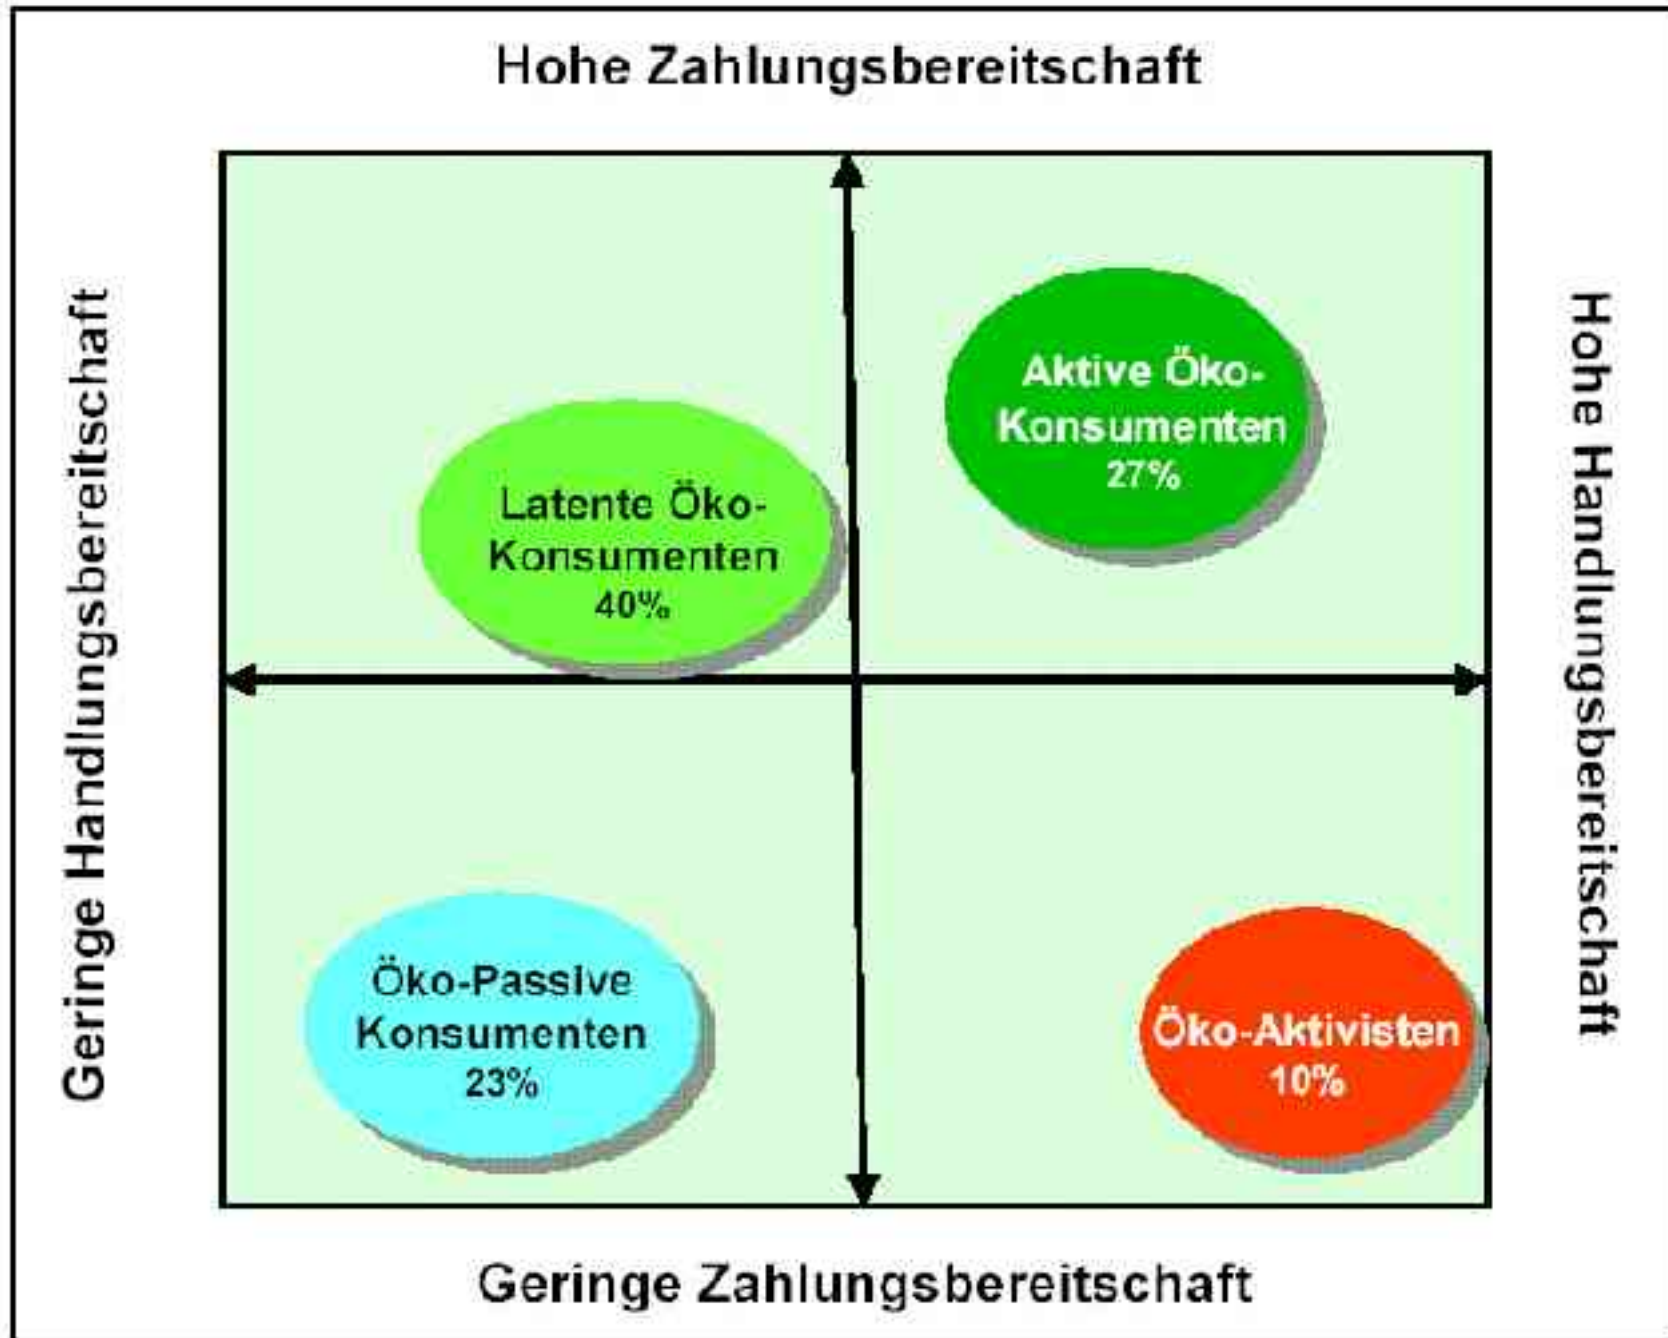 Hohe Zahlungsbereitschaft
Geringe Handlungsbereitschaft
Hohe Handlungsbereitschaft
Aktive Öko-
Konsumenten
27%
Latente Öko-
Konsumenten
40%
Öko-Passive
Konsumenten
23%
Öko-Aktivisten
10%
Geringe Zahlungsbereitschaft